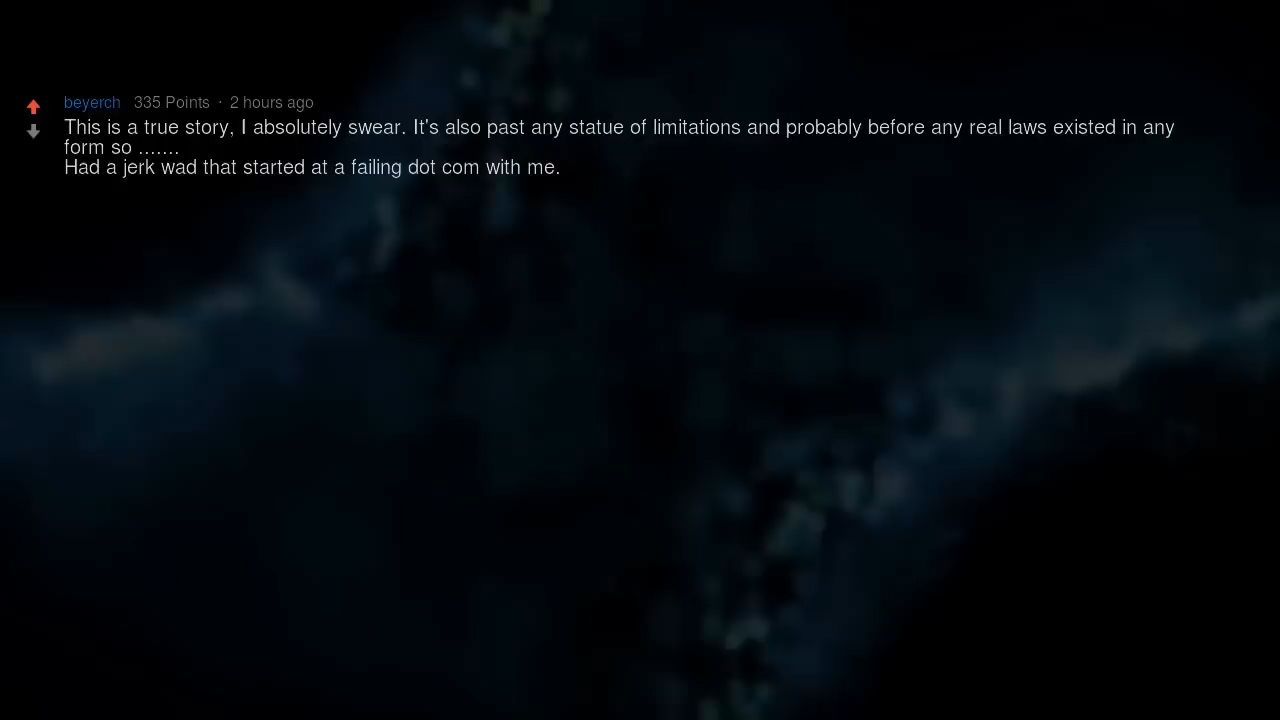 beyerch 335 Points · 2 hours ago
This is a true story, I absolutely swear. It's also past any statue of limitations and probably before any real laws existed in any
form so .......
Had a jerk wad that started at a failing dot com with me.